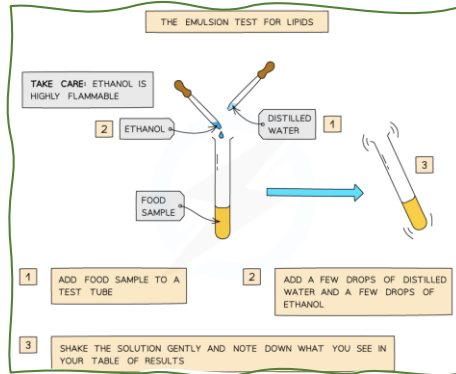 THE EMULSION TEST FOR LIPIDS
TAKE CARE: ETHANOL IS
HIGHLY FLAMMABLE
2
ETHANOL
DISTILLED
WATER
1
3
FOOD
SAMPLE
1
ADD FOOD SAMPLE TO A
TEST TUBE
2
ADD A FEW DROPS OF DISTILLED
WATER AND A FEW DROPS OF
ETHANOL
3
SHAKE THE SOLUTION GENTLY AND NOTE DOWN WHAT YOU SEE IN
YOUR TABLE OF RESULTS